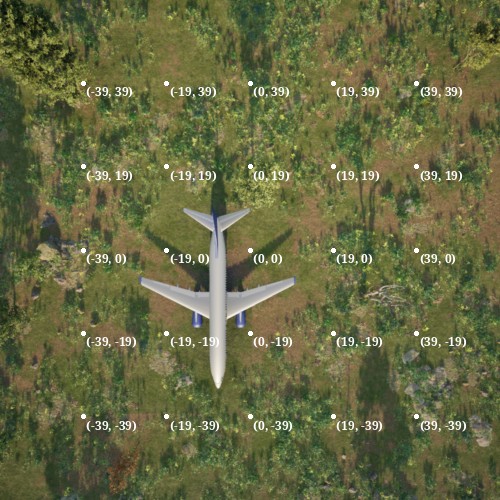 (-39, 39) (-19, 39) (0, 39) (19, 39) (39, 39)
(-39, 19) (-19, 19) (0, 19) (19, 19) (39, 19)
(-39, 0) (-19, 0) (0, 0) (19, 0) (39, 0)
(-39, -19) (-19, -19) (0, -19) (19, -19) (39, -19)
(-39, -39) (-19, -39) (0, -39) (19, -39) (39, -39)